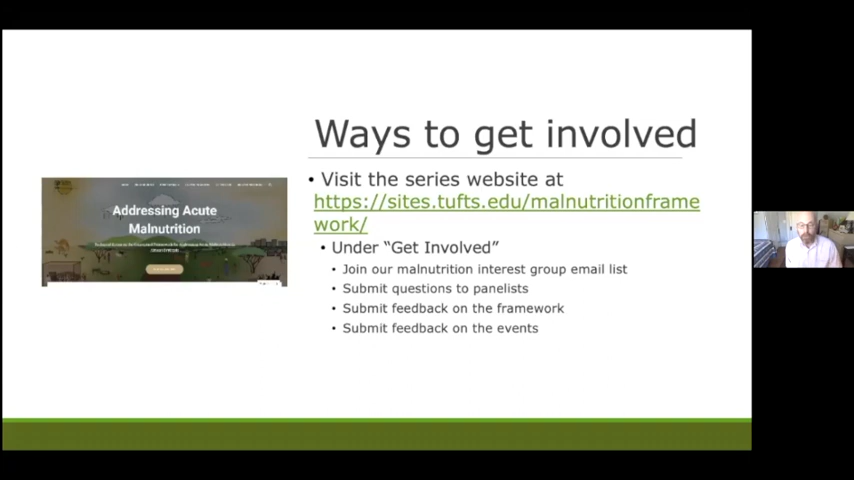 Ways to get involved
• Visit the series website at
https://sites.tufts.edu/malnutritionframe
work/
• Under “Get Involved”
• Join our malnutrition interest group email list
• Submit questions to panelists
• Submit feedback on the framework
• Submit feedback on the events
Addressing Acute
Malnutrition